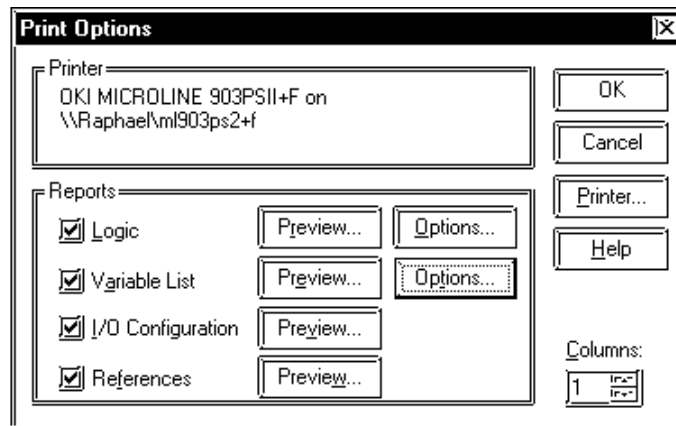 Print Options
Printer
OKI MICROLINE 903PSII+F on
\\Raphael\ml903ps2+f
OK
Cancel
Printer...
Help
Reports
Logic Preview... Options...
Variable List Preview... Options...
I/O Configuration Preview...
References Preview...
Columns:
1